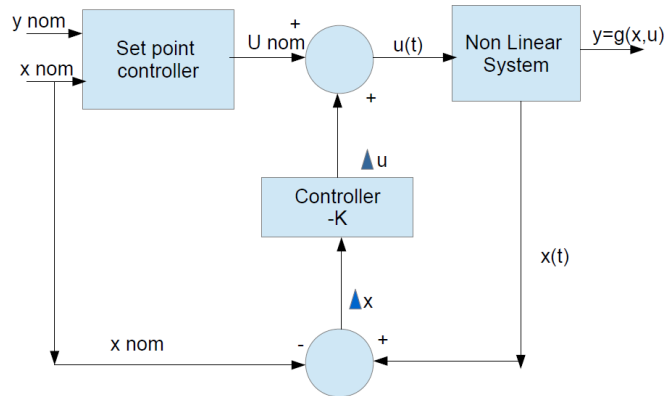 y nom
x nom
Set point
controller
+
U nom
u(t)
Non Linear
System
y=g(x,u)
+
u
Controller
-K
x(t)
x
x nom
-
+